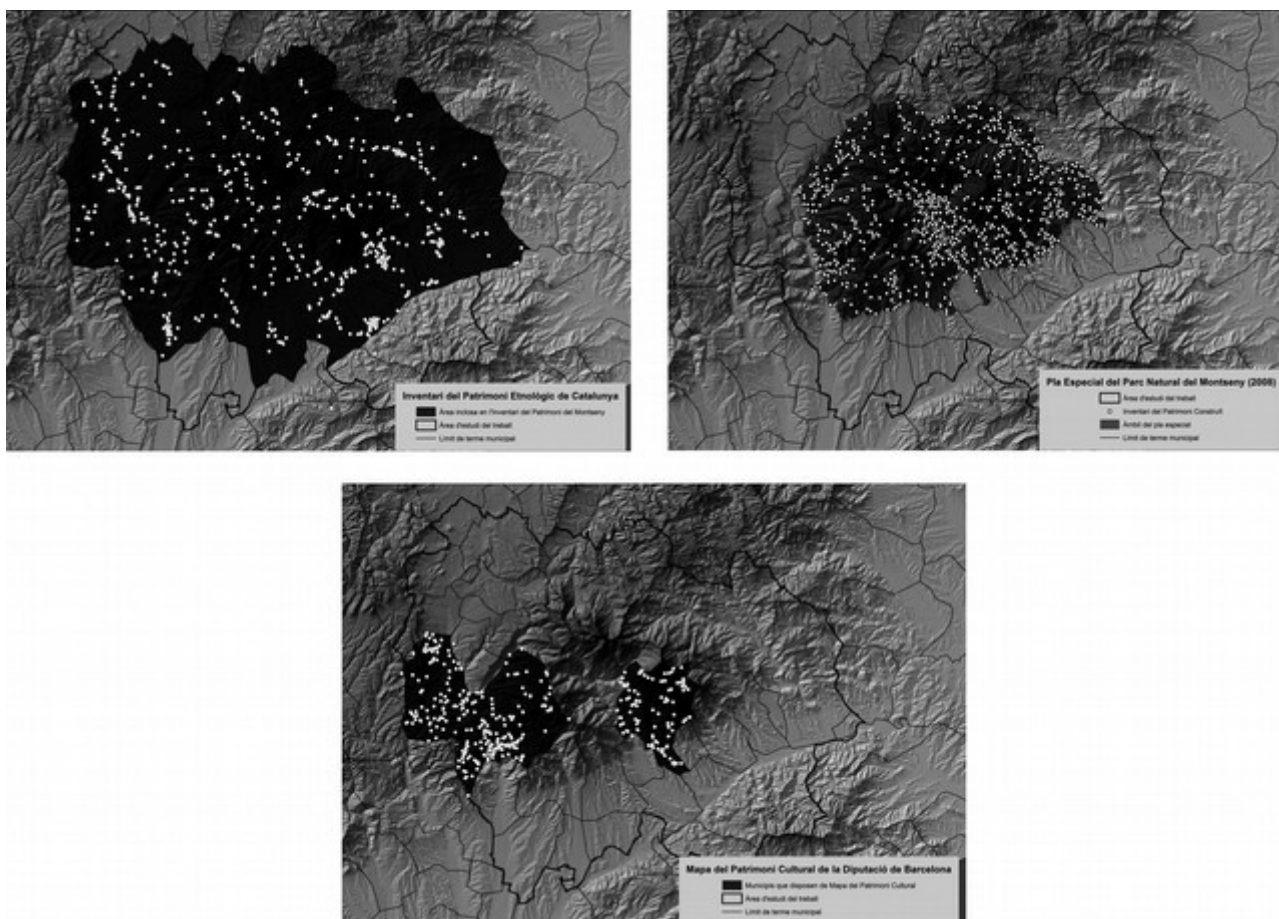 Inventari del Patrimoni Etnològic de Catalunya
Àrea inclosa en l'Inventari del Patrimoni del Montseny
Àrea d'estudi del treball
Límit de terme municipal
Pla Especial del Parc Natural del Montseny (2008)
Àrea d'estudi del treball
Inventari del Patrimoni Construït
Àmbit del pla especial
Límit de terme municipal
Mapa del Patrimoni Cultural de la Diputació de Barcelona
Municipis que disposen de Mapa del Patrimoni Cultural
Àrea d'estudi del treball
Límit de terme municipal